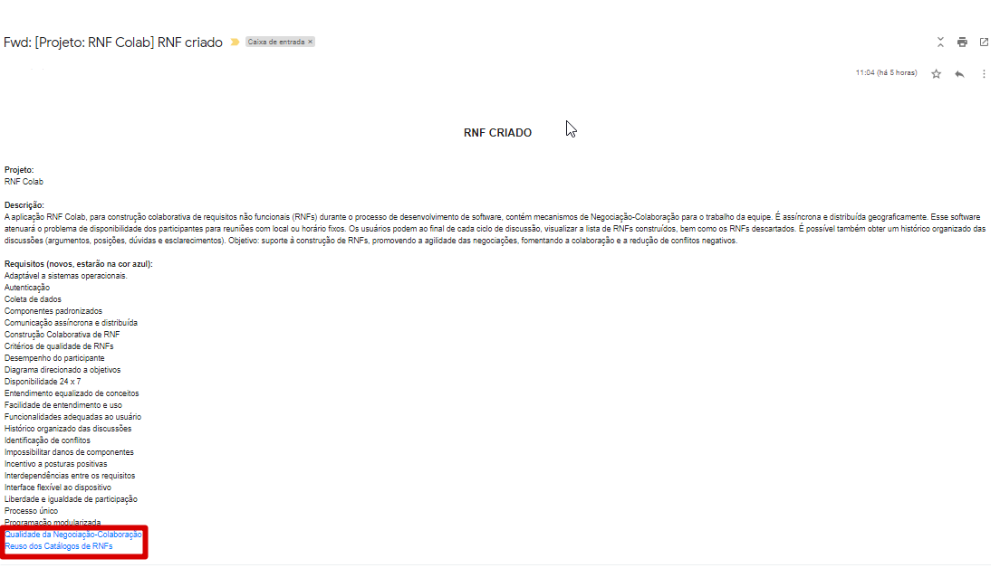 Fwd: [Projeto: RNF Colab] RNF criado
Caixa de entrada ×
11:04 (há 5 horas)
RNF CRIADO
Projeto:
RNF Colab
Descrição:
A aplicação RNF Colab, para construção colaborativa de requisitos não funcionais (RNFs) durante o processo de desenvolvimento de software, contém mecanismos de Negociação-Colaboração para o trabalho da equipe. É assíncrona e distribuída geograficamente. Esse software
atenuará o problema de disponibilidade dos participantes para reuniões com local ou horário fixos. Os usuários podem ao final de cada ciclo de discussão, visualizar a lista de RNFs construídos, bem como os RNFs descartados. É possível também obter um histórico organizado das
discussões (argumentos, posições, dúvidas e esclarecimentos). Objetivo: suporte à construção de RNFs, promovendo a agilidade das negociações, fomentando a colaboração e a redução de conflitos negativos.
Requisitos (novos, estarão na cor azul):
Adaptável a sistemas operacionais.
Autenticação
Coleta de dados
Componentes padronizados
Comunicação assíncrona e distribuída
Construção Colaborativa de RNF
Critérios de qualidade de RNFs
Desempenho do participante
Diagrama direcionado a objetivos
Disponibilidade 24 x 7
Entendimento equalizado de conceitos
Facilidade de entendimento e uso
Funcionalidades adequadas ao usuário
Histórico organizado das discussões
Identificação de conflitos
Impossibilitar danos de componentes
Incentivo a posturas positivas
Interdependências entre os requisitos
Interface flexível ao dispositivo
Liberdade e igualdade de participação
Processo único
Programação modularizada
Qualidade da Negociação-Colaboração
Reuso dos Catálogos de RNFs